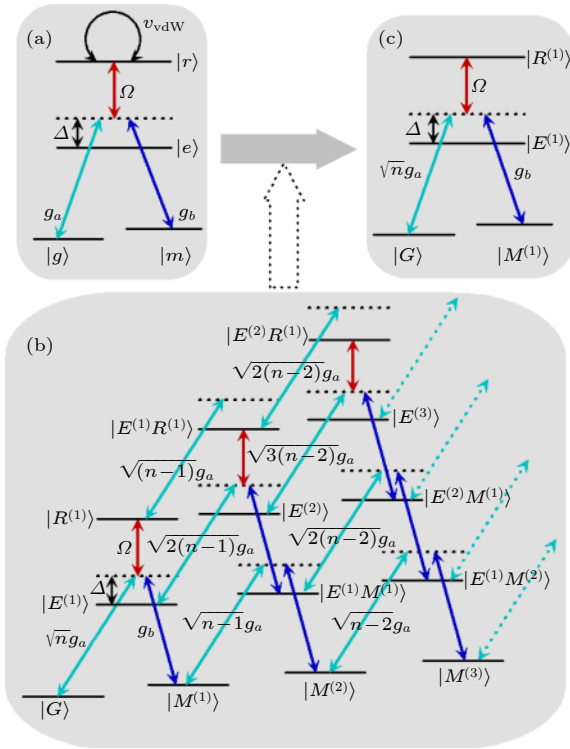 (a)
v_vdW
|r⟩
Ω
Δ
|e⟩
g_a
g_b
|g⟩
|m⟩
(c)
|R^(1)⟩
Ω
Δ
|E^(1)⟩
√n g_a
g_b
|G⟩
|M^(1)⟩
(b)
|E^(2)R^(1)⟩
√2(n−2) g_a
|E^(1)R^(1)⟩
|E^(3)⟩
√(n−1) g_a
√3(n−2) g_a
|R^(1)⟩
|E^(2)⟩
|E^(2)M^(1)⟩
Ω
√2(n−1) g_a
√2(n−2) g_a
Δ
|E^(1)⟩
|E^(1)M^(1)⟩
|E^(1)M^(2)⟩
√n g_a
g_b
√n−1 g_a
√n−2 g_a
|G⟩
|M^(1)⟩
|M^(2)⟩
|M^(3)⟩